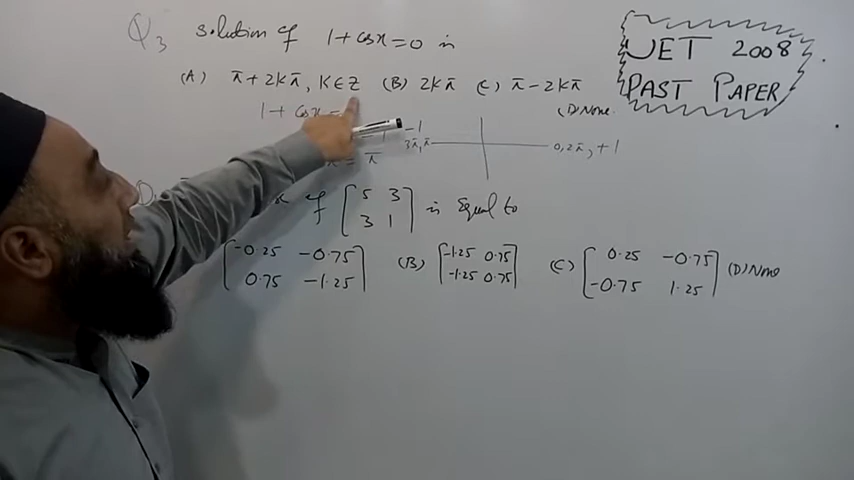 UET 2008
PAST PAPER
Q3 Solution of 1+cosx=0 is
(A) π+2kπ, K∈Z (B) 2kπ (C) π-2kπ
(D) None
1+ cosx =
-1
-1
3π, π
0, 2π, +1
= π
of [5 3
3 1] is Equal to
[-0.25 -0.75
0.75 -1.25]
(B) [-1.25 0.75
-1.25 0.75]
(C) [0.25 -0.75
-0.75 1.25] (D) None